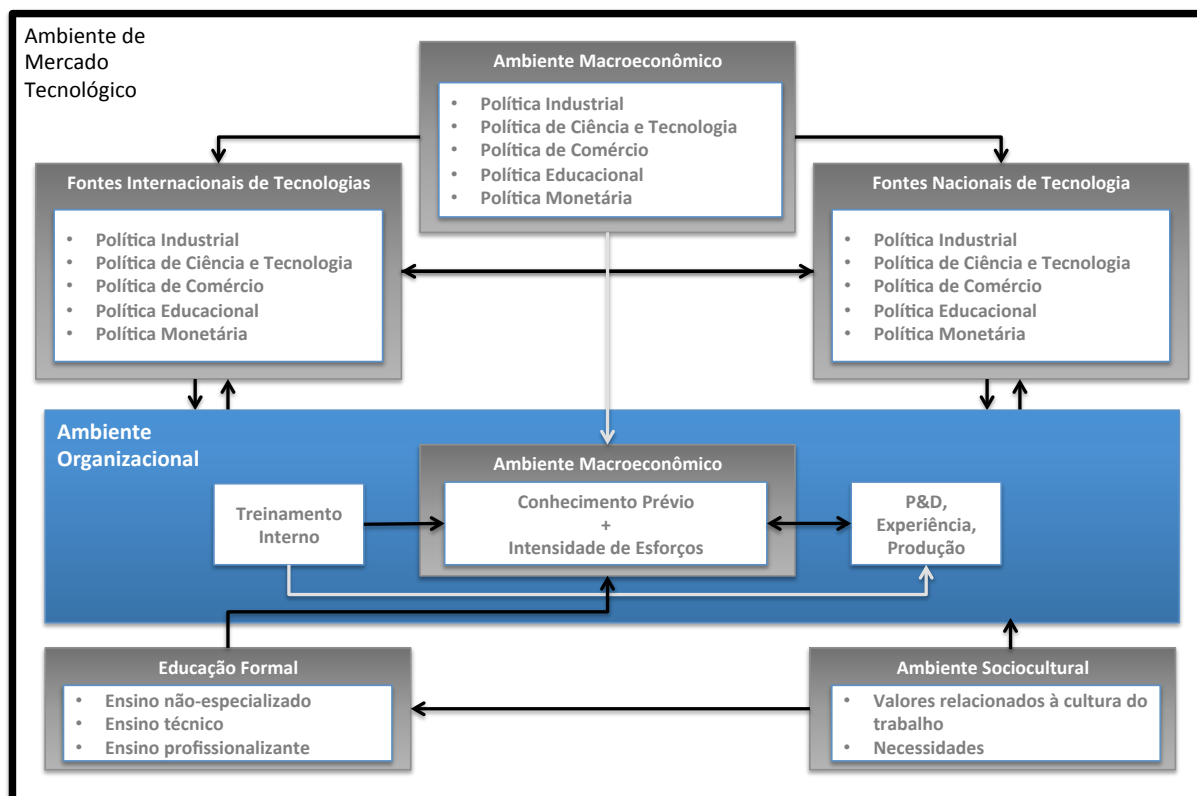 Ambiente de
Mercado
Tecnológico
Ambiente Macroeconômico
• Política Industrial
• Política de Ciência e Tecnologia
• Política de Comércio
• Política Educacional
• Política Monetária
Fontes Internacionais de Tecnologias
• Política Industrial
• Política de Ciência e Tecnologia
• Política de Comércio
• Política Educacional
• Política Monetária
Fontes Nacionais de Tecnologia
• Política Industrial
• Política de Ciência e Tecnologia
• Política de Comércio
• Política Educacional
• Política Monetária
Ambiente
Organizacional
Treinamento
Interno
Ambiente Macroeconômico
Conhecimento Prévio
+
Intensidade de Esforços
P&D,
Experiência,
Produção
Educação Formal
• Ensino não-especializado
• Ensino técnico
• Ensino profissionalizante
Ambiente Sociocultural
• Valores relacionados à cultura do
trabalho
• Necessidades